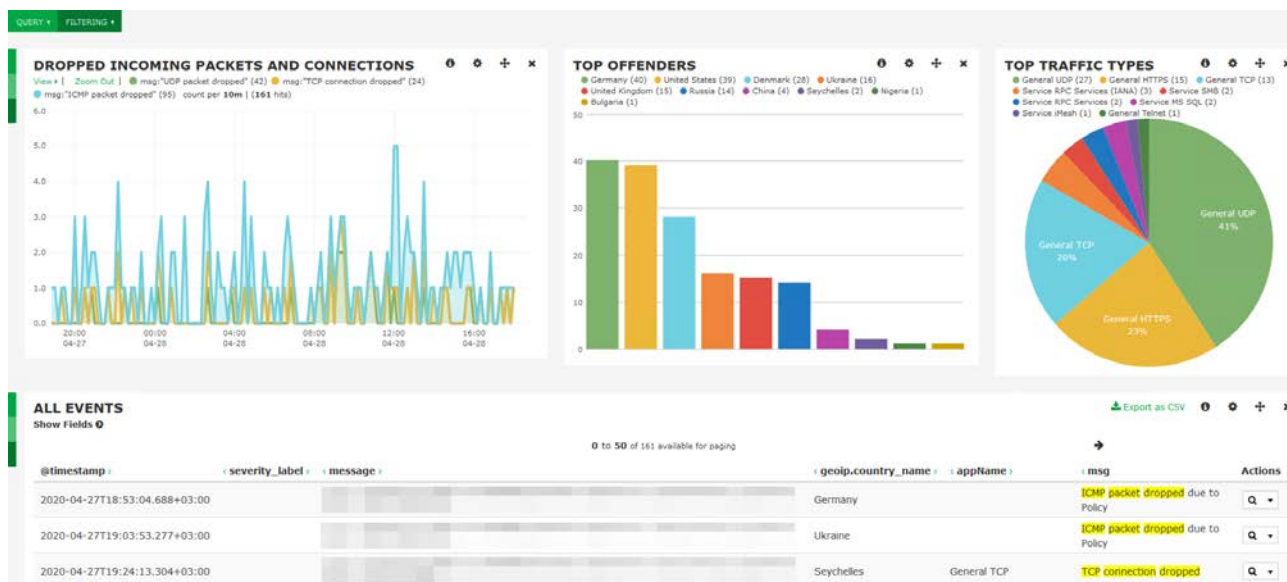 QUERY FILTERING
DROPPED INCOMING PACKETS AND CONNECTIONS
View | Zoom Out | msg:"UDP packet dropped" (42) msg:"TCP connection dropped" (24)
msg:"ICMP packet dropped" (95) count per 10m | (161 hits)
6.0
5.0
4.0
3.0
2.0
1.0
0.0
20:00 00:00 04:00 08:00 12:00 16:00
04-27 04-28 04-28 04-28 04-28 04-28
TOP OFFENDERS
Germany (40) United States (39) Denmark (28) Ukraine (16)
United Kingdom (15) Russia (14) China (4) Seychelles (2) Nigeria (1)
Bulgaria (1)
50
40
30
20
10
0
TOP TRAFFIC TYPES
General UDP (27) General HTTPS (15) General TCP (13)
Service RPC Services (IANA) (3) Service SMB (2)
Service RPC Services (2) Service MS SQL (2)
Service iMesh (1) General Telnet (1)
General UDP
41%
General TCP
20%
General HTTPS
23%
ALL EVENTS
Export as CSV
Show Fields
0 to 50 of 161 available for paging
@timestamp severity_label message geoip.country_name appName msg Actions
2020-04-27T18:53:04.688+03:00 Germany ICMP packet dropped due to
Policy
2020-04-27T19:03:53.277+03:00 Ukraine ICMP packet dropped due to
Policy
2020-04-27T19:24:13.304+03:00 Seychelles General TCP TCP connection dropped